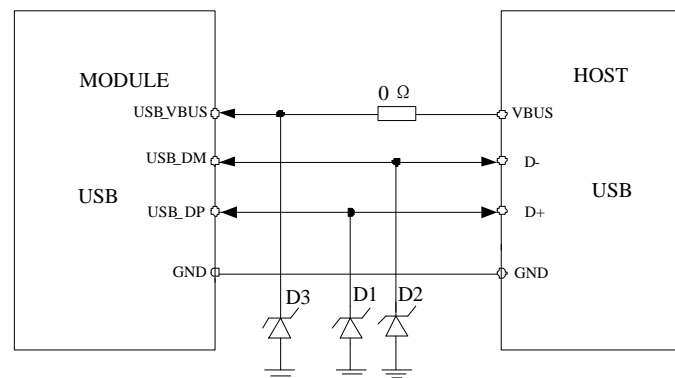 MODULE
HOST
0 Ω
USB_VBUS
VBUS
USB_DM
D-
USB
USB
USB_DP
D+
GND
GND
D3
D1
D2